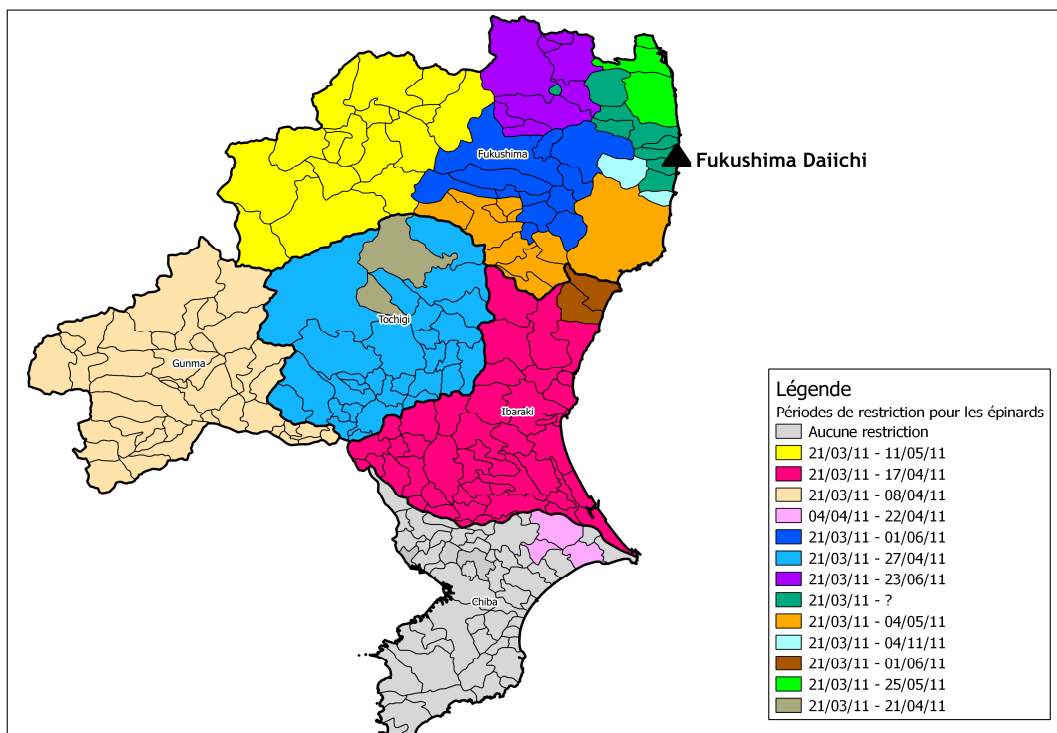 Fukushima
Fukushima Daiichi
Tochigi
Gunma
Ibaraki
Chiba
Légende
Périodes de restriction pour les épinards
Aucune restriction
21/03/11 - 11/05/11
21/03/11 - 17/04/11
21/03/11 - 08/04/11
04/04/11 - 22/04/11
21/03/11 - 01/06/11
21/03/11 - 27/04/11
21/03/11 - 23/06/11
21/03/11 - ?
21/03/11 - 04/05/11
21/03/11 - 04/11/11
21/03/11 - 01/06/11
21/03/11 - 25/05/11
21/03/11 - 21/04/11